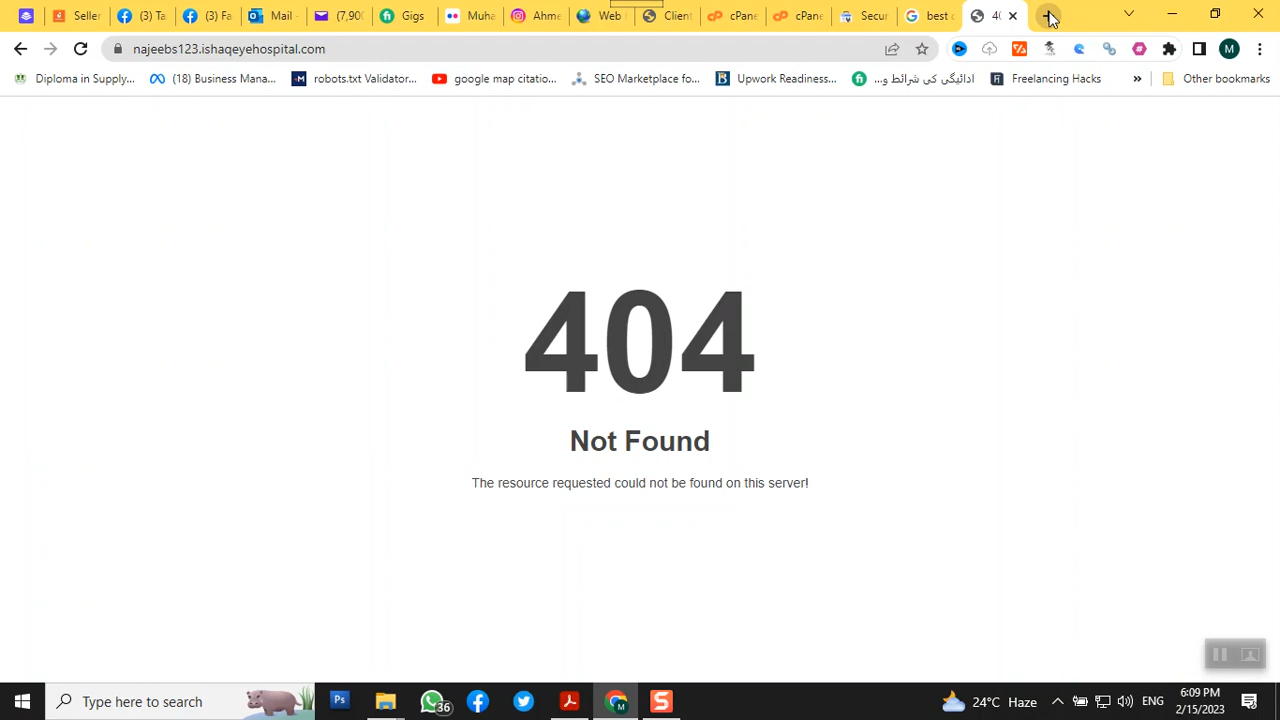 Seller
(3) Ta
(3) Fa
Mail -
(7,90
Gigs
Muha
Ahme
Web
Client
cPane
cPane
Secur
best c
najeebs123.ishaqeyehospital.com
M
Diploma in Supply...
(18) Business Mana...
robots.txt Validator...
google map citatio...
SEO Marketplace fo...
Upwork Readiness...
ادائیگی کی شرائط و...
Freelancing Hacks
»
Other bookmarks
404
Not Found
The resource requested could not be found on this server!
Type here to search
Ps
36
M
S
24°C Haze
ENG
6:09 PM
2/15/2023